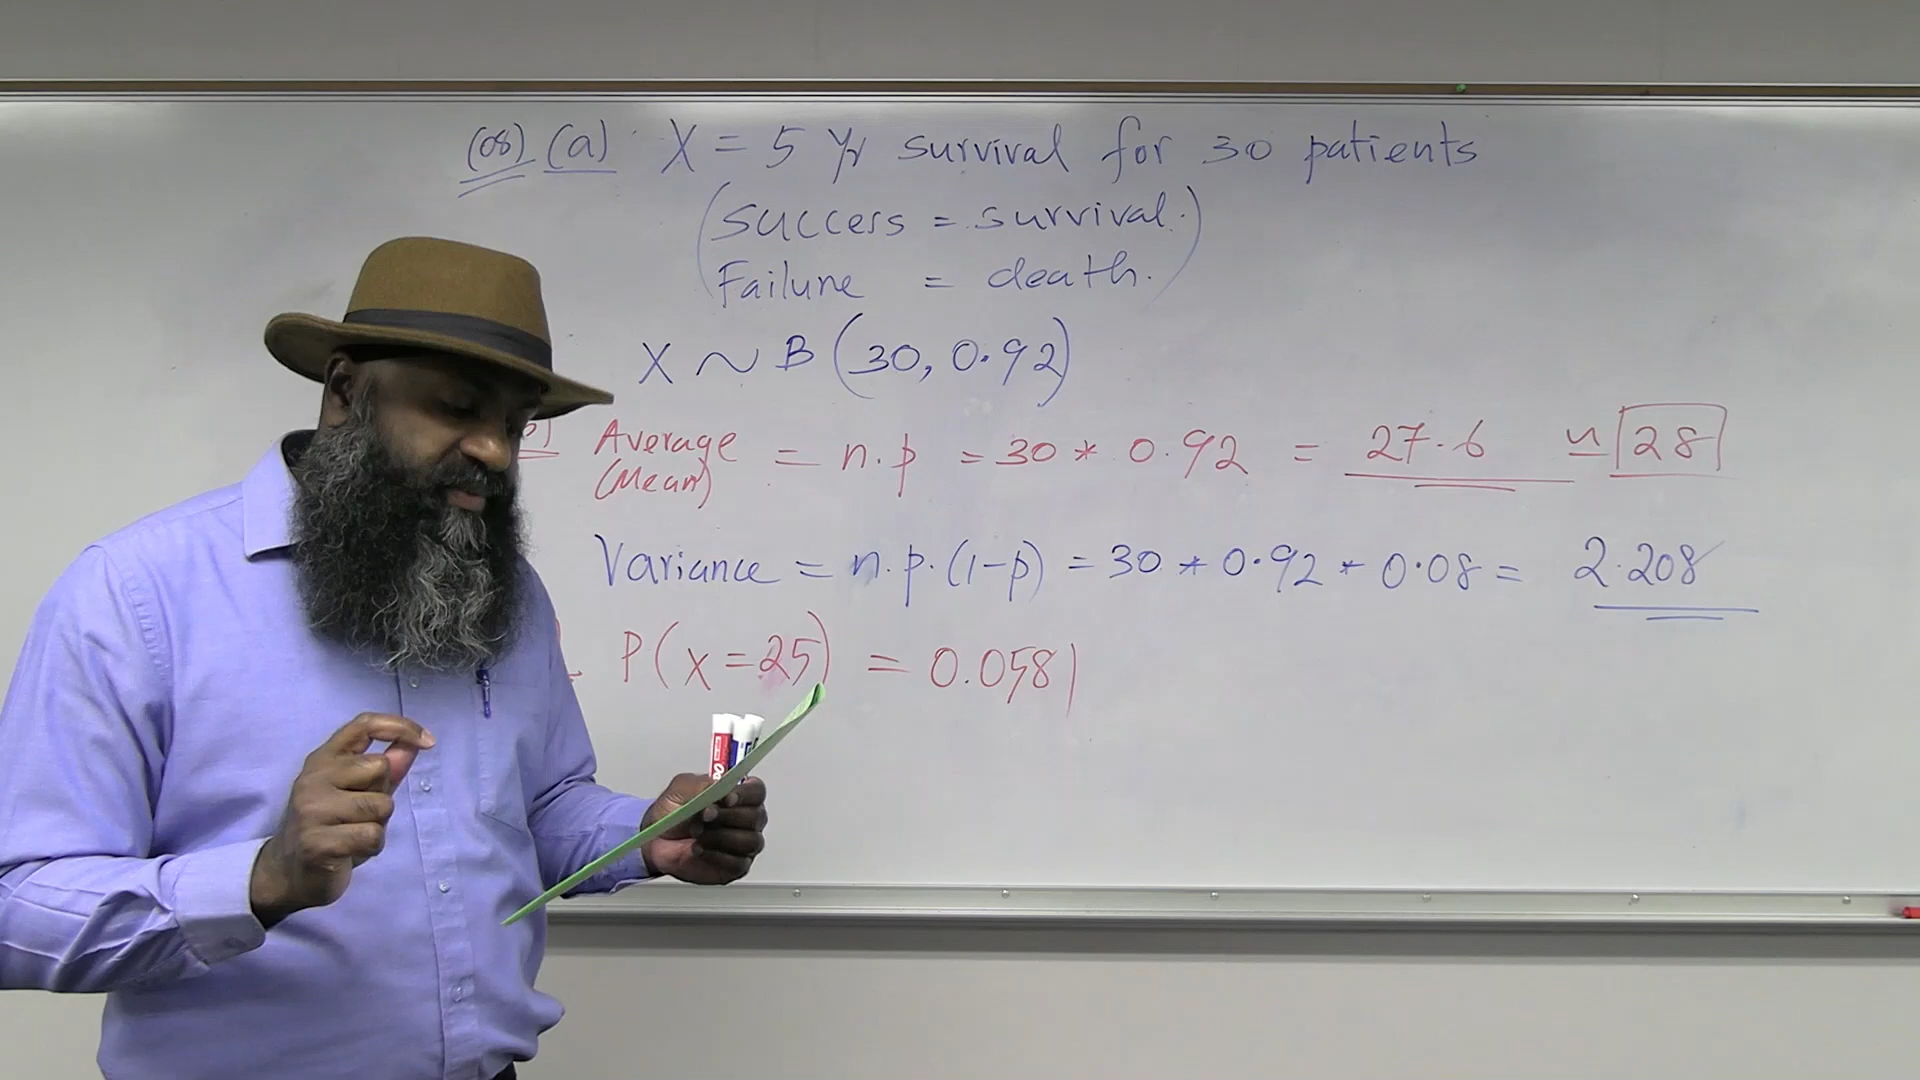 (08) (a) X = 5 yr survival for 30 patients
(Success = survival.
Failure = death.)
X ~ B (30, 0.92)
Average = n.p = 30 * 0.92 = 27.6 ≃ 28
(Mean)
Variance = n.p.(1-p) = 30 * 0.92 * 0.08 = 2.208
P(X=25) = 0.0581